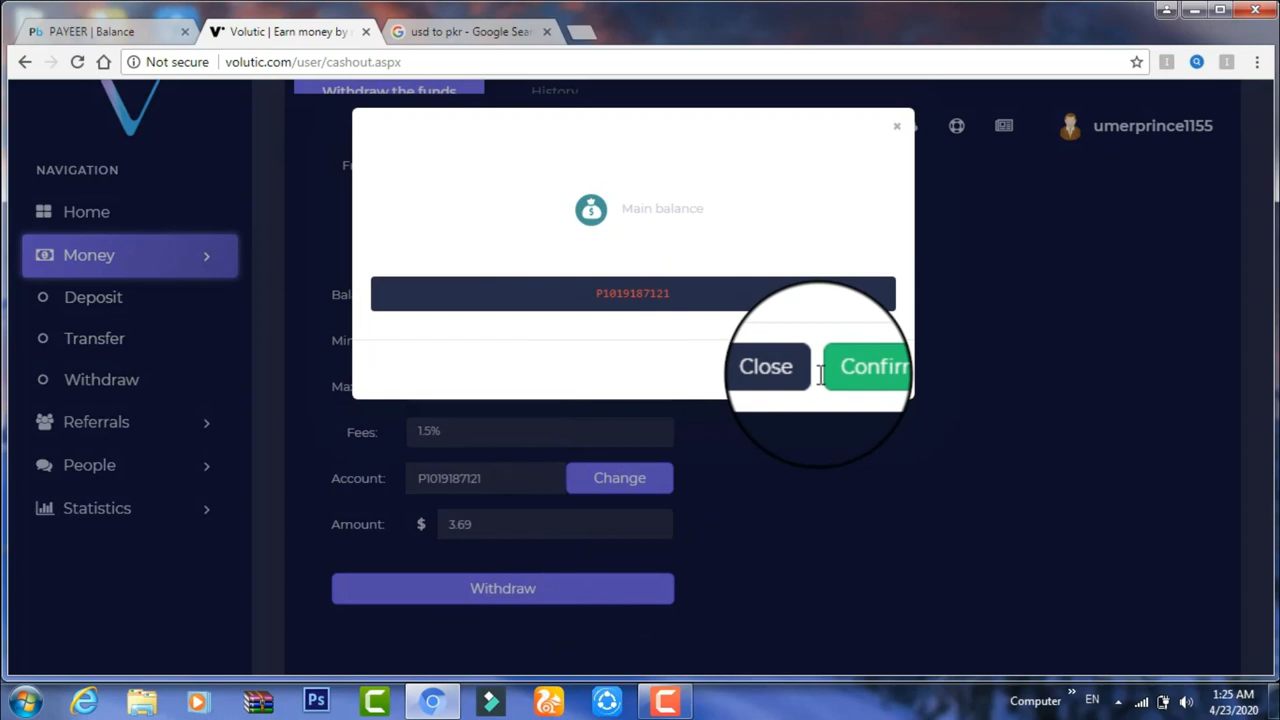 PAYEER | Balance
Volutic | Earn money by
usd to pkr - Google Sea
Not secure
volutic.com/user/cashout.aspx
Withdraw the funds
History
umerprince1155
NAVIGATION
Home
Money
Deposit
Transfer
Withdraw
Referrals
People
Statistics
Main balance
P1019187121
Close
Confirm
Fees:
1.5%
Account:
P1019187121
Change
Amount:
$
3.69
Withdraw
Computer
EN
1:25 AM
4/23/2020